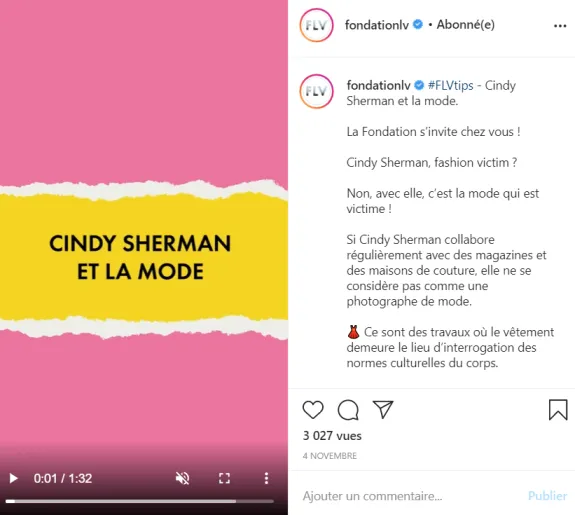 CINDY SHERMAN
ET LA MODE
0:01 / 1:32
FLV
fondationlv • Abonné(e)
FLV
fondationlv #FLVtips - Cindy
Sherman et la mode.
La Fondation s’invite chez vous !
Cindy Sherman, fashion victim ?
Non, avec elle, c’est la mode qui est
victime !
Si Cindy Sherman collabore
régulièrement avec des magazines et
des maisons de couture, elle ne se
considère pas comme une
photographe de mode.
👗 Ce sont des travaux où le vêtement
demeure le lieu d’interrogation des
normes culturelles du corps.
3 027 vues
4 NOVEMBRE
Ajouter un commentaire...
Publier